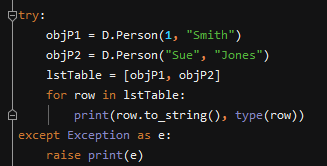 try:
    objP1 = D.Person(1, "Smith")
    objP2 = D.Person("Sue", "Jones")
    lstTable = [objP1, objP2]
    for row in lstTable:
        print(row.to_string(), type(row))
except Exception as e:
    raise print(e)